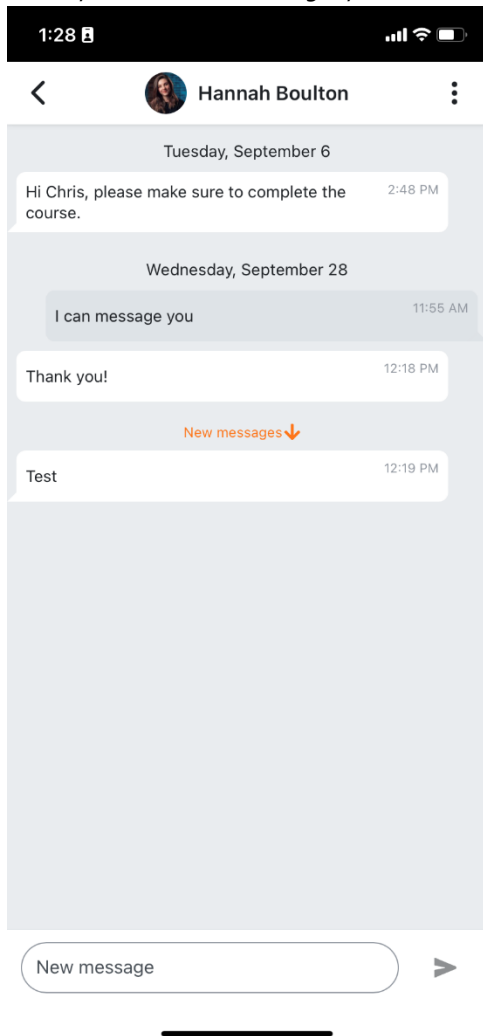 1:28
Hannah Boulton
Tuesday, September 6
Hi Chris, please make sure to complete the
course.
2:48 PM
Wednesday, September 28
I can message you
11:55 AM
Thank you!
12:18 PM
New messages
Test
12:19 PM
New message